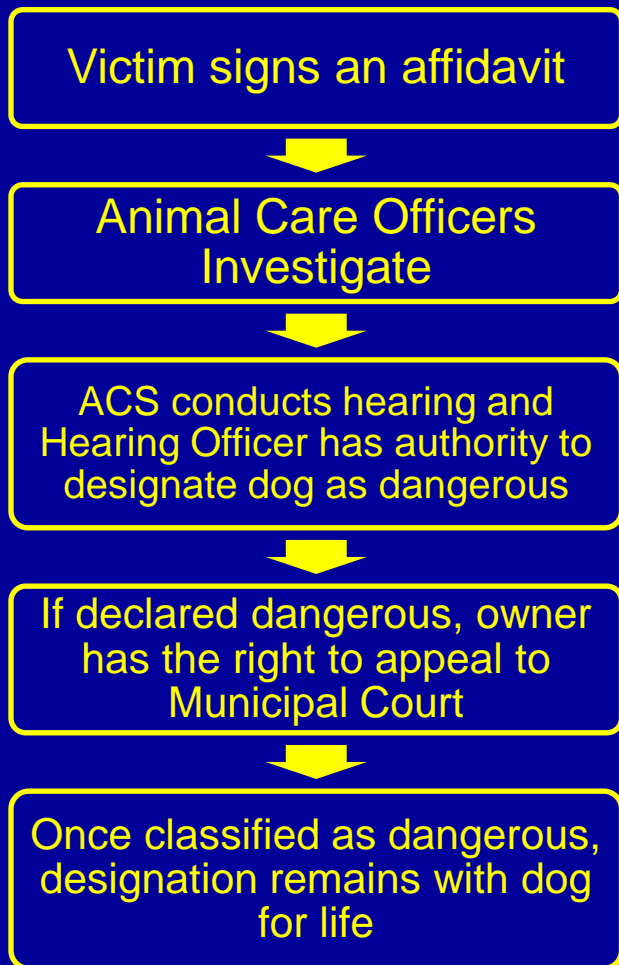 Victim signs an affidavit
Animal Care Officers
Investigate
ACS conducts hearing and
Hearing Officer has authority to
designate dog as dangerous
If declared dangerous, owner
has the right to appeal to
Municipal Court
Once classified as dangerous,
designation remains with dog
for life